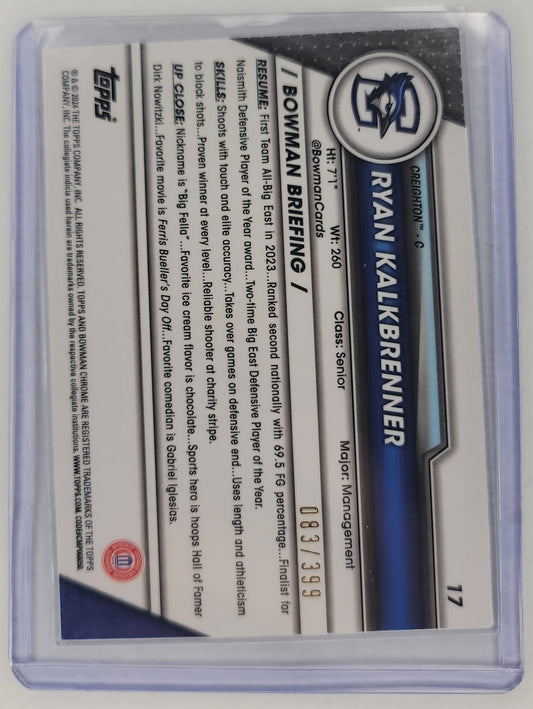 17
CREIGHTON™ - C
RYAN KALKBRENNER
Ht: 7'1" Wt: 260 Class: Senior Major: Management
@BowmanCards
/ BOWMAN BRIEFING /
083/399
RESUME: First Team All-Big East in 2023...Ranked second nationally with 69.5 FG percentage...Finalist for
Naismith Defensive Player of the Year award...Two-time Big East Defensive Player of the Year.
SKILLS: Shoots with touch and elite accuracy...Takes over games on defensive end...Uses length and athleticism
to block shots...Proven winner at every level...Reliable shooter at charity stripe.
UP CLOSE: Nickname is "Big Fella"...Favorite ice cream flavor is chocolate...Sports hero is hoops Hall of Famer
Dirk Nowitzki...Favorite movie is Ferris Bueller's Day Off...Favorite comedian is Gabriel Iglesias.
topps
® & © 2024 THE TOPPS COMPANY, INC. ALL RIGHTS RESERVED. TOPPS AND BOWMAN CHROME ARE REGISTERED TRADEMARKS OF THE TOPPS
COMPANY, INC. The collegiate indicia used herein are trademarks owned by the respective collegiate institutions. WWW.TOPPS.COM.